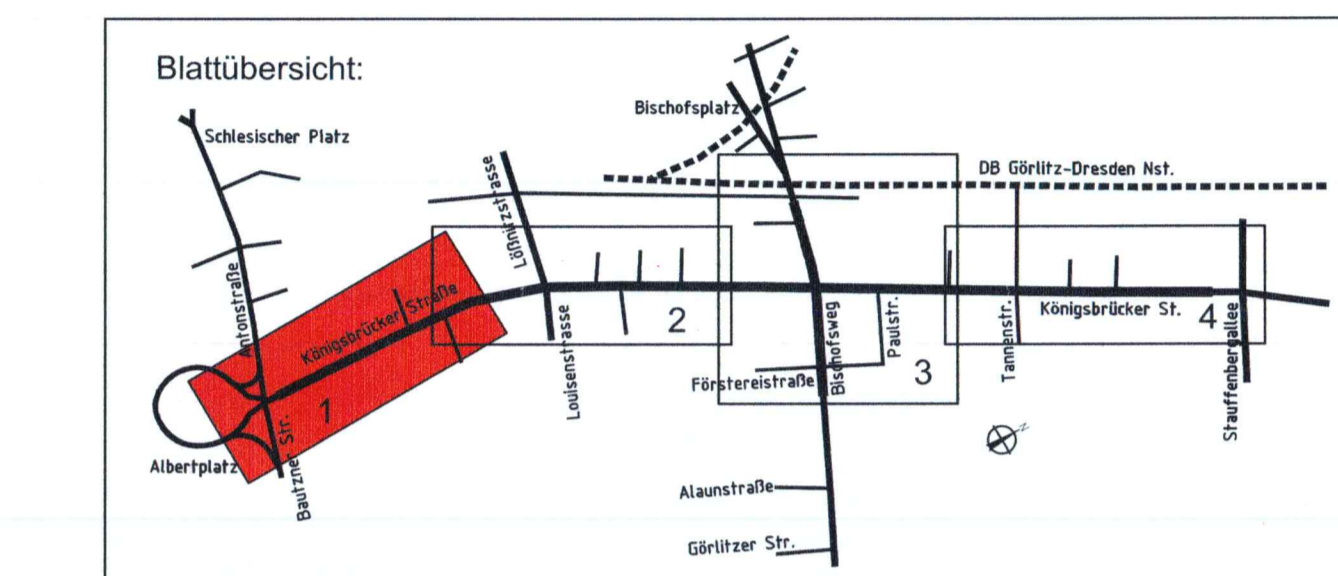 Blattübersicht:
Schlesischer Platz
Bischofsplatz
DB Görlitz-Dresden Nst.
Lößnitzstrasse
Antonstraße
Königsbrücker Straße
1
2
3
4
Louisenstrasse
Bischofsweg
Paulstr.
Tannenstr.
Königsbrücker St.
Stauffenbergallee
Förstereistraße
Albertplatz
Bautzner Str.
Alaunstraße
Görlitzer Str.
N